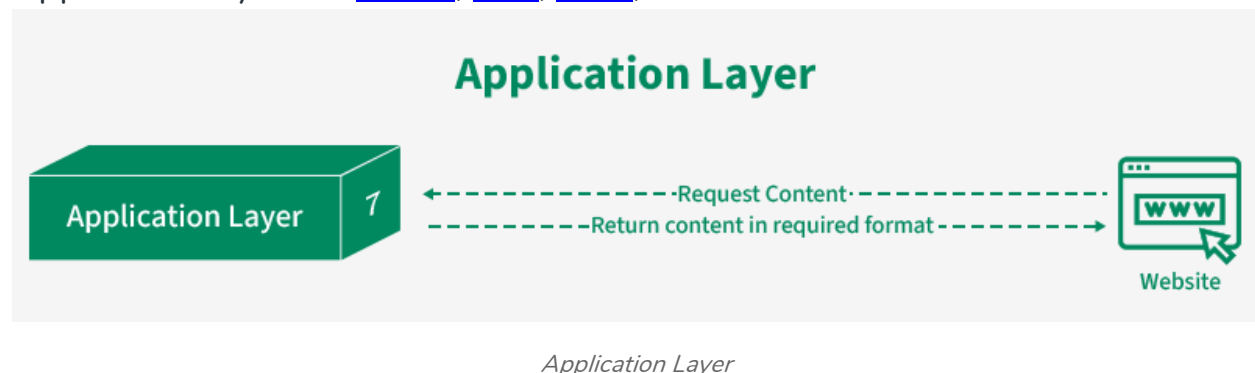 Application Layer
Application Layer
7
Request Content
Return content in required format
www
Website
Application Layer